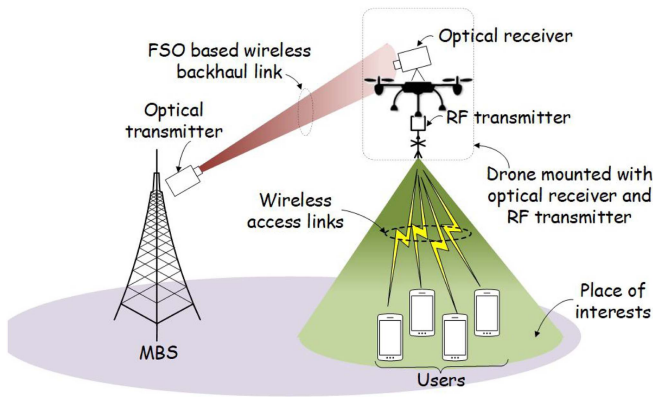 FSO based wireless
backhaul link
Optical receiver
Optical
transmitter
RF transmitter
Drone mounted with
optical receiver and
RF transmitter
Wireless
access links
Place of
interests
MBS
Users